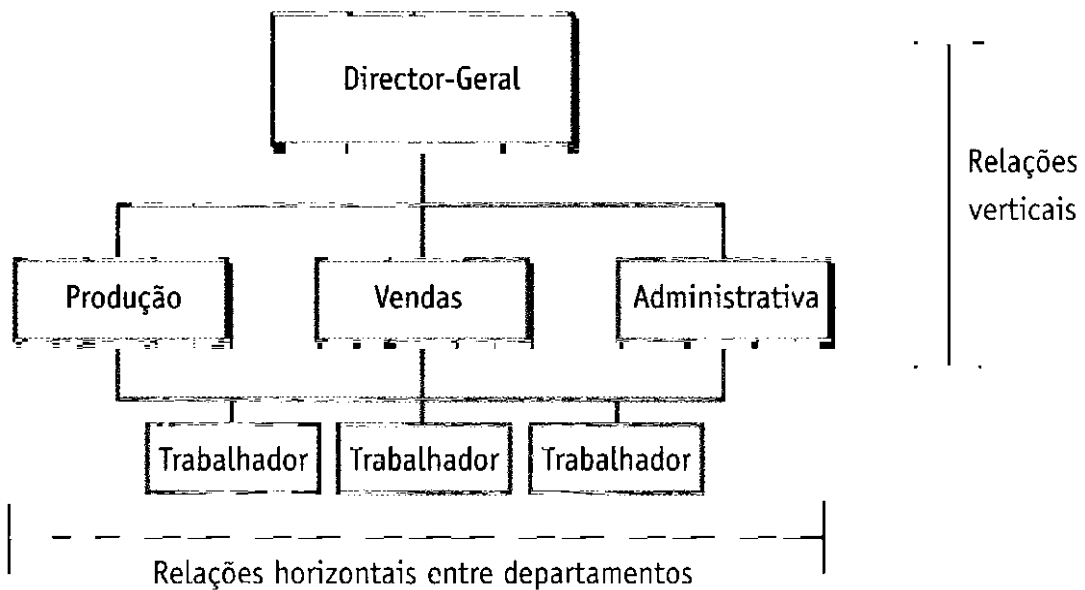 Director-Geral
Relações
verticais
Produção
Vendas
Administrativa
Trabalhador
Trabalhador
Trabalhador
Relações horizontais entre departamentos